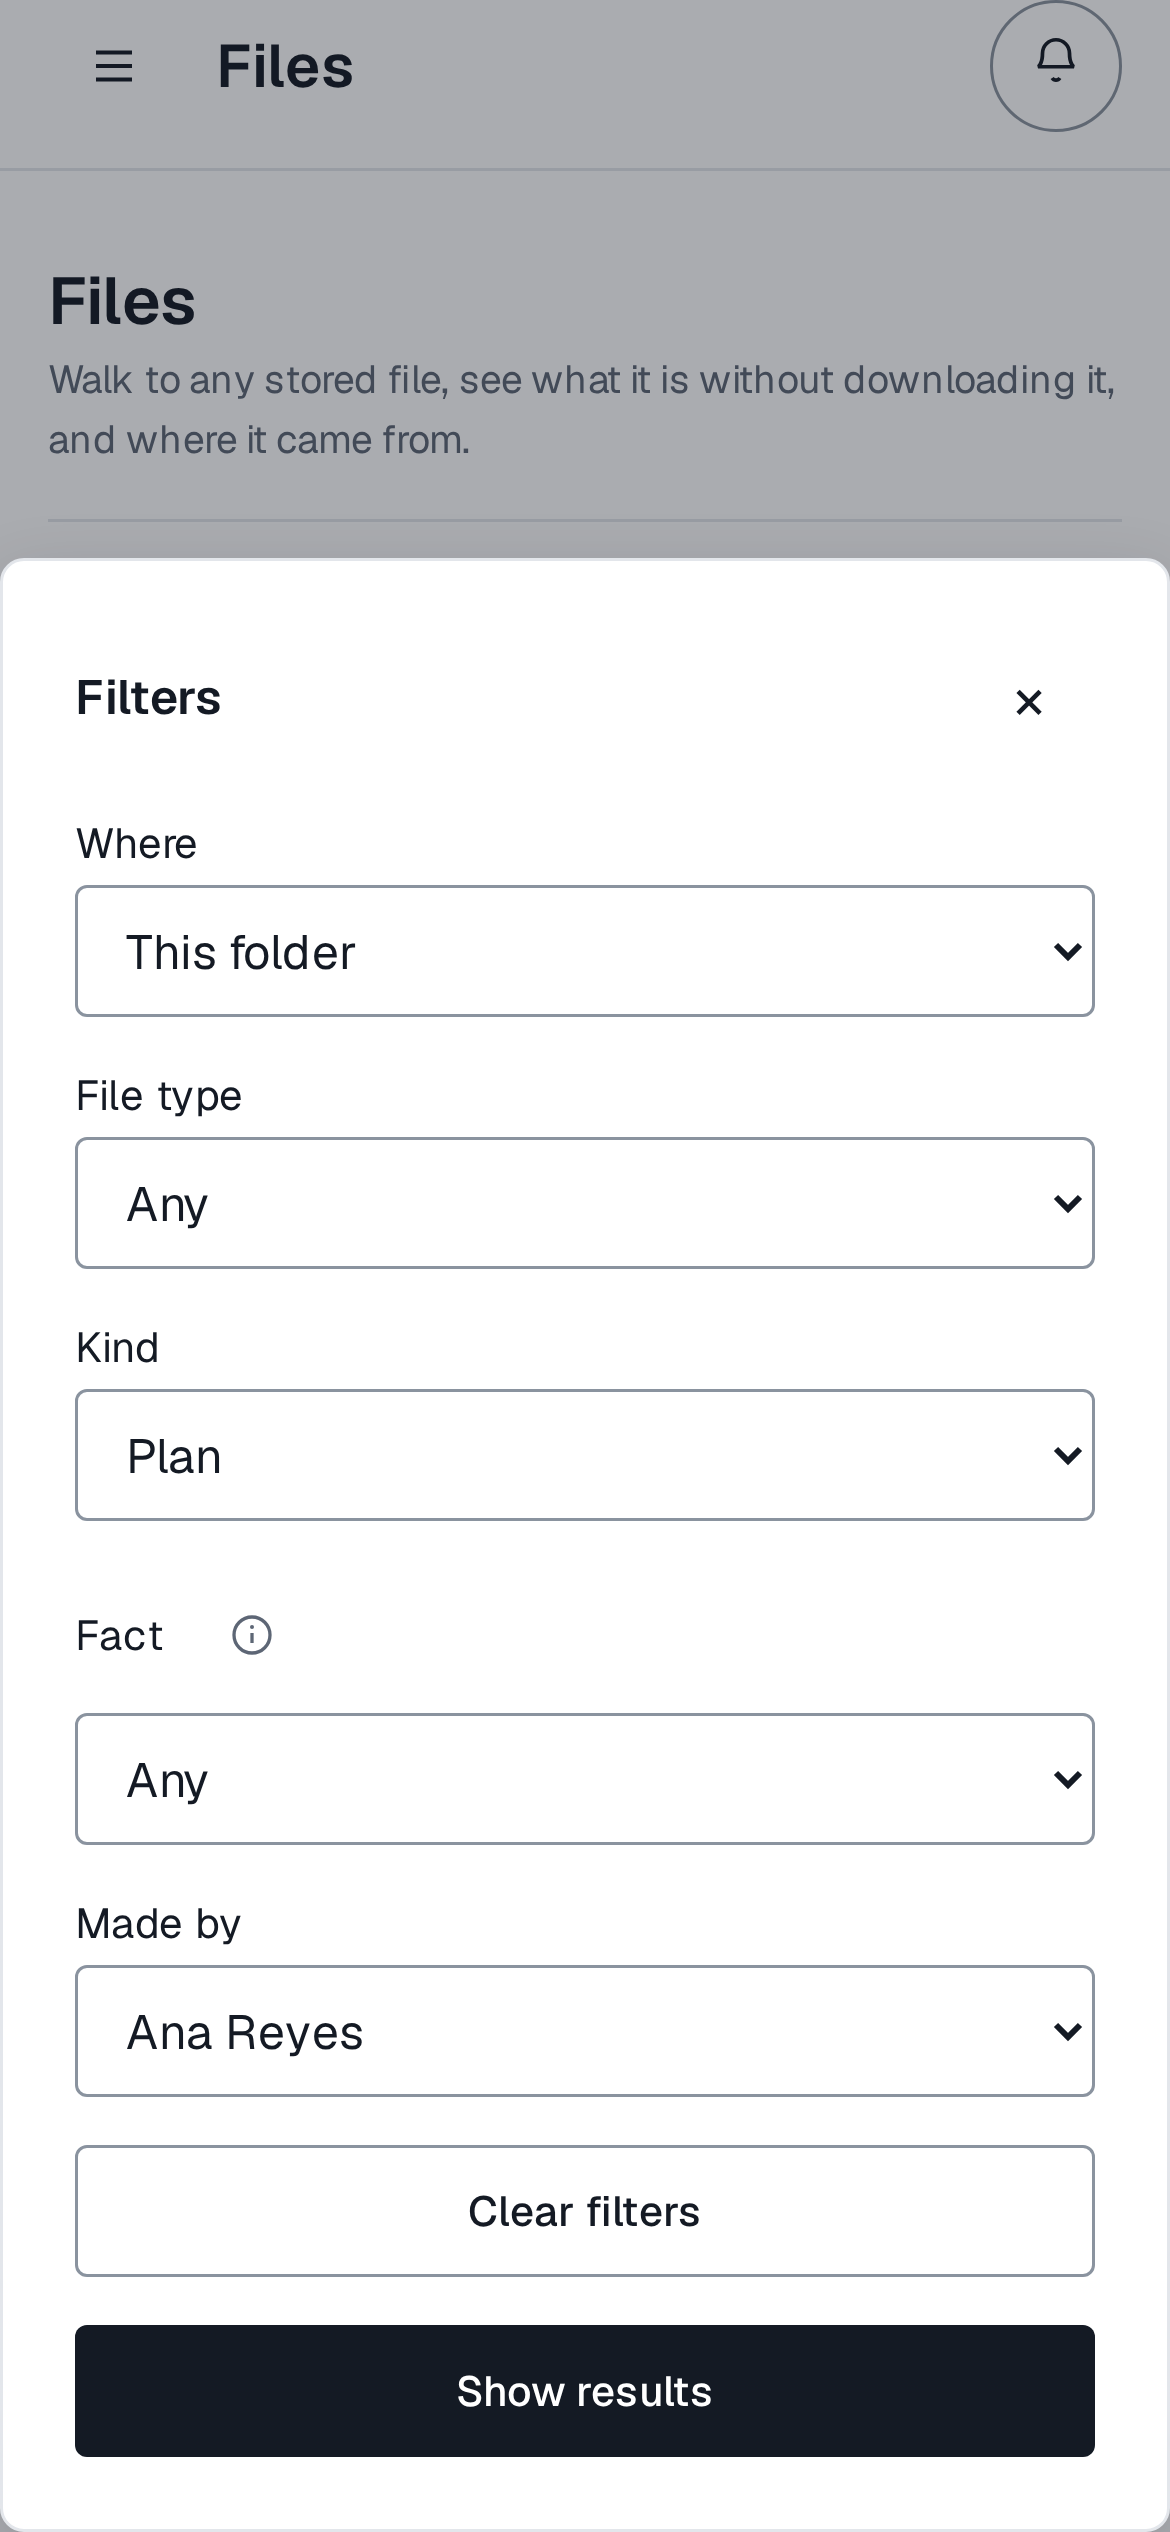 Files
Files
Walk to any stored file, see what it is without downloading it,
and where it came from.
Filters
Where
This folder
File type
Any
Kind
Plan
Fact
Any
Made by
Ana Reyes
Clear filters
Show results